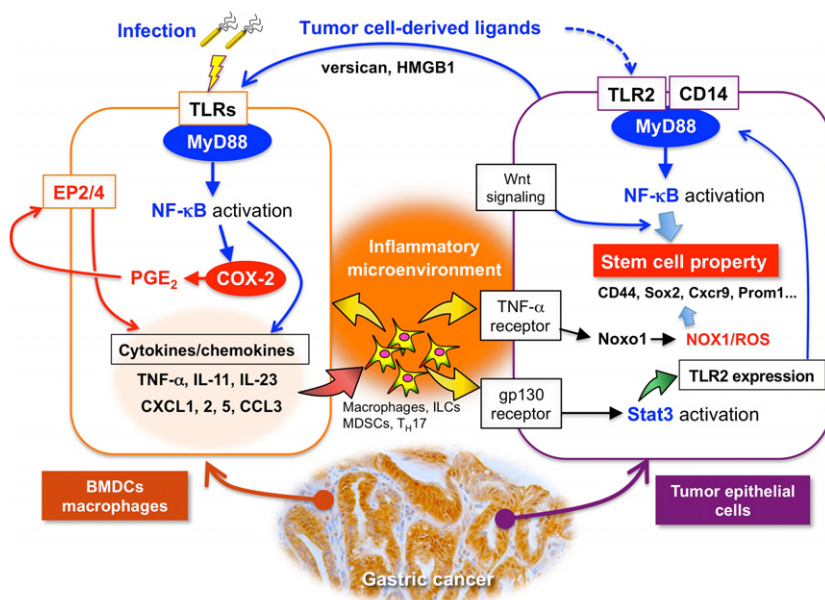 Infection
Tumor cell-derived ligands
versican, HMGB1
TLRs
MyD88
EP2/4
NF-κB activation
PGE₂
COX-2
Cytokines/chemokines
TNF-α, IL-11, IL-23
CXCL1, 2, 5, CCL3
Inflammatory
microenvironment
Macrophages, ILCs
MDSCs, T_H17
TLR2
CD14
MyD88
Wnt
signaling
NF-κB
activation
Stem cell property
CD44, Sox2, Cxcr9, Prom1...
TNF-α
receptor
Noxo1
NOX1/ROS
TLR2 expression
gp130
receptor
Stat3 activation
BMDCs
macrophages
Tumor epithelial
cells
Gastric cancer